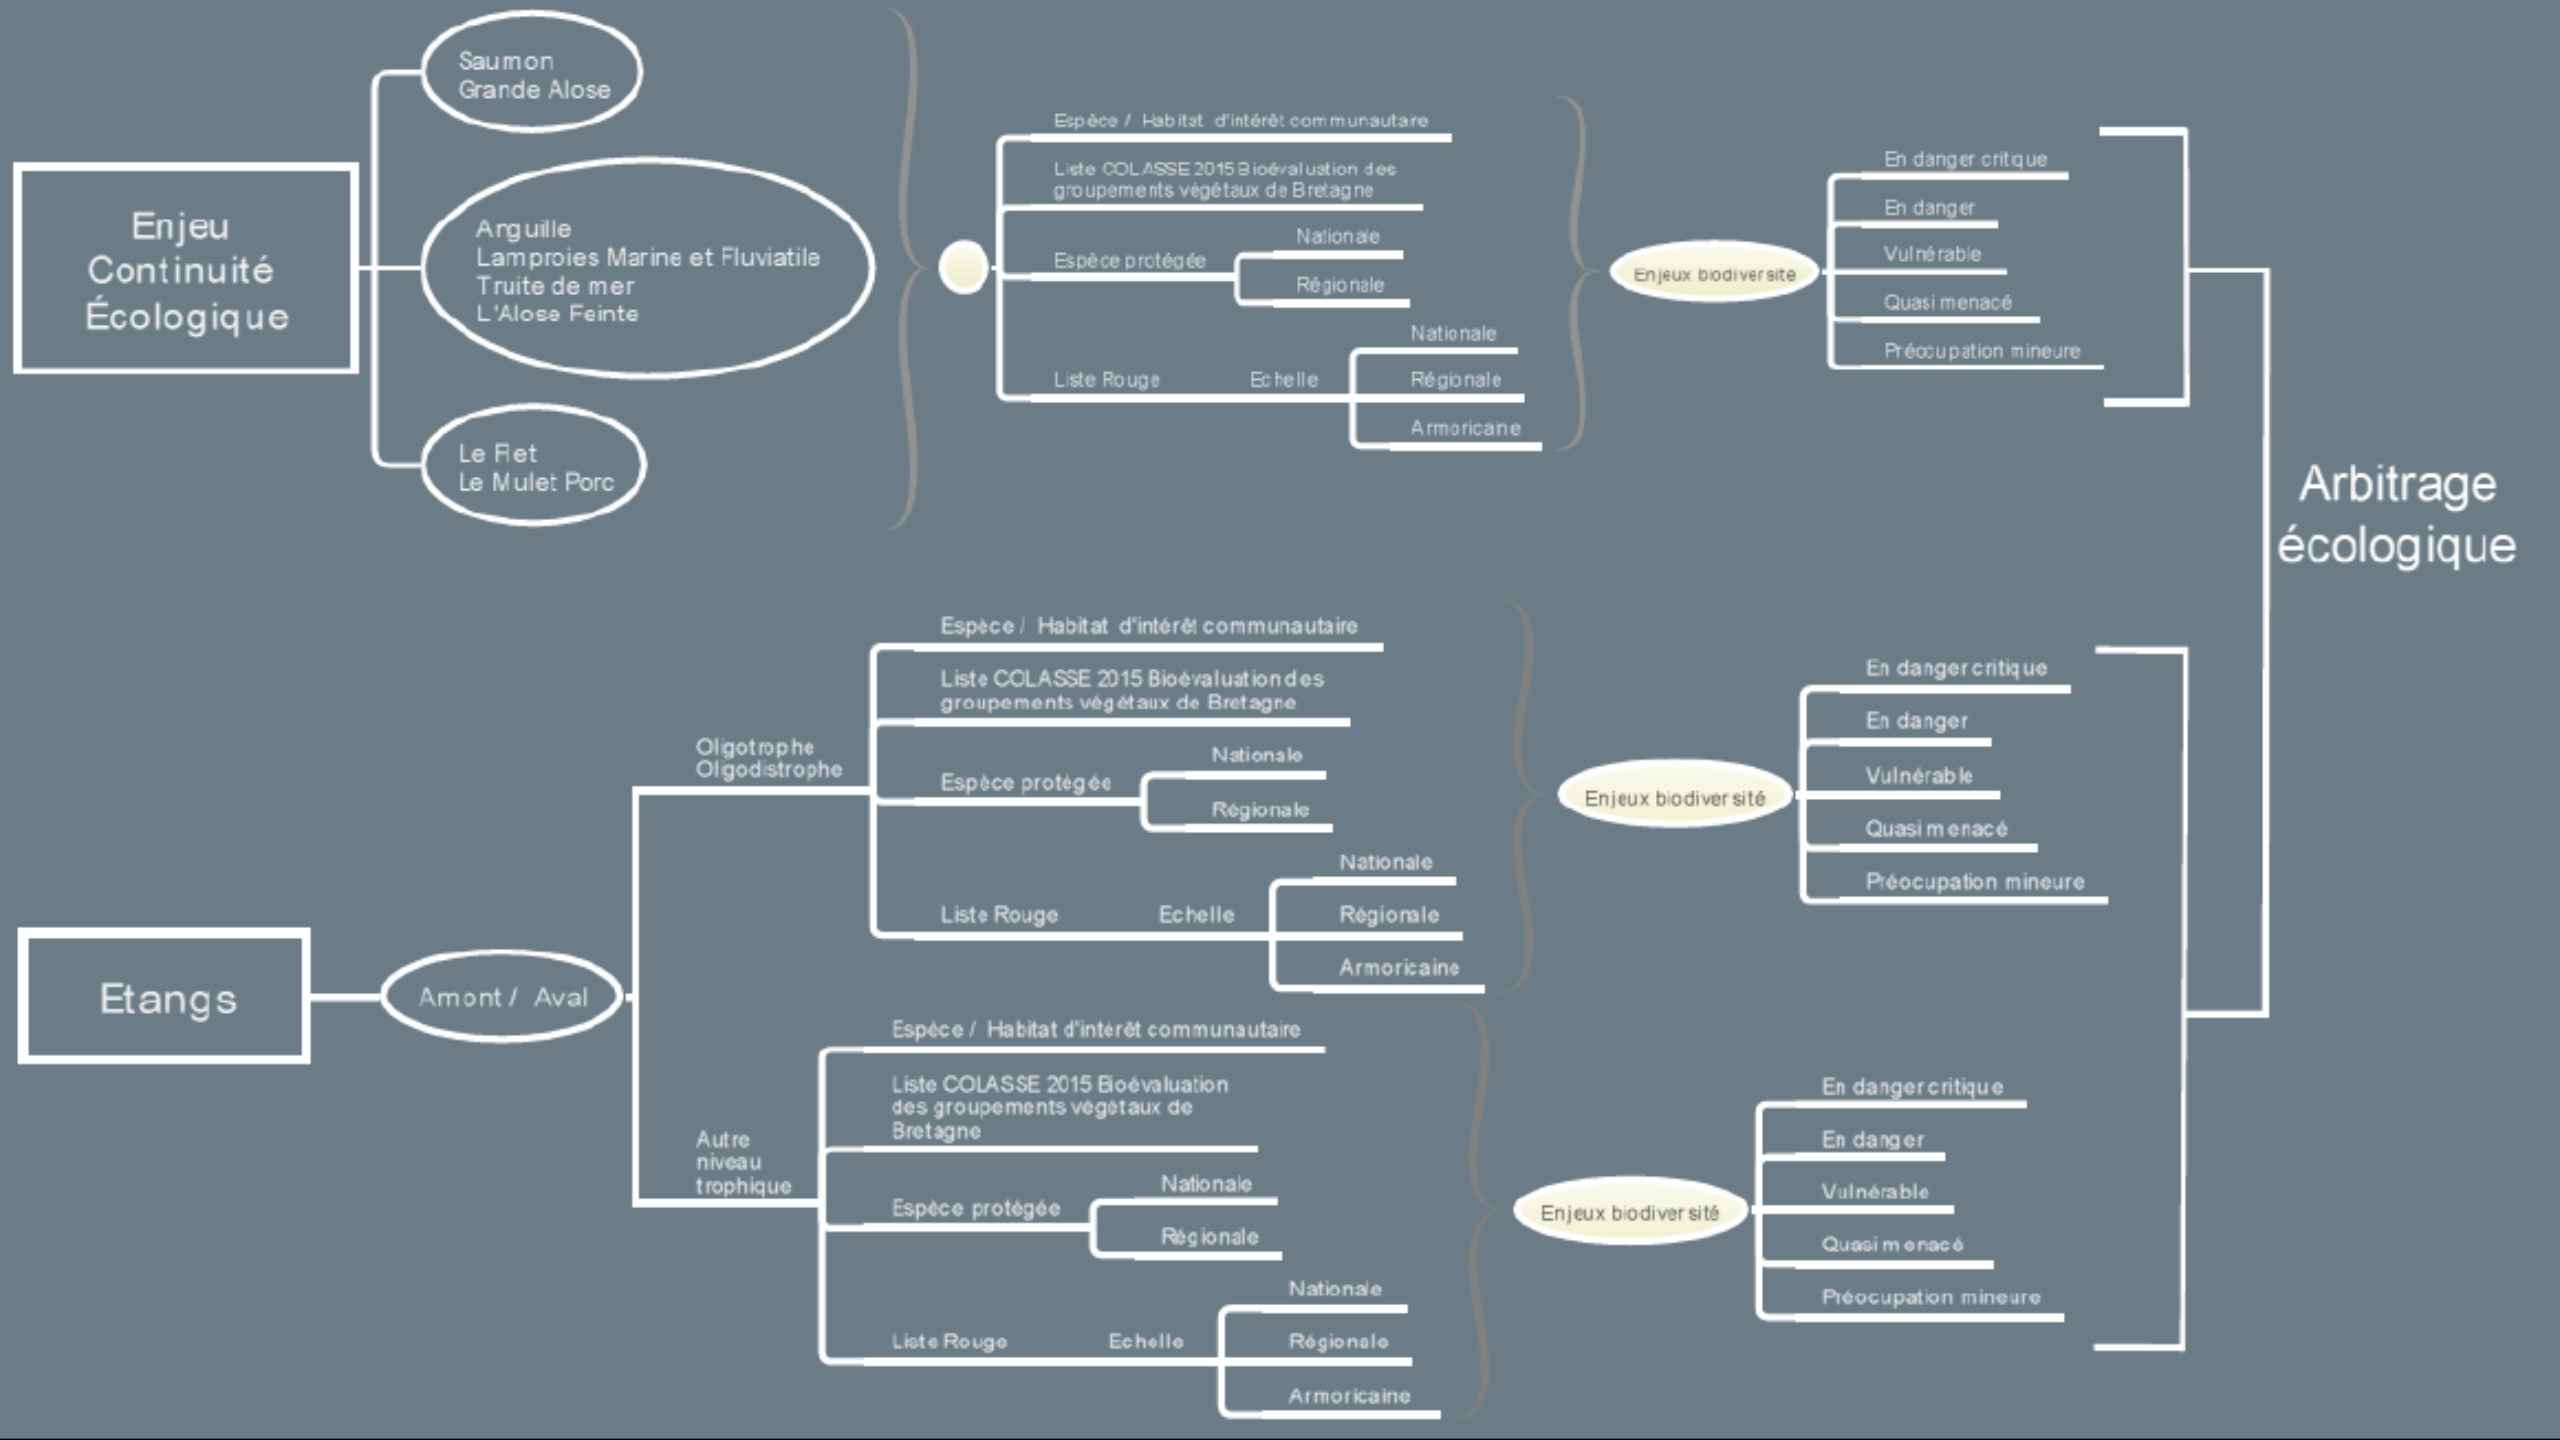 Saumon
Grande Alose
Enjeu
Continuité
Écologique
Anguille
Lamproies Marine et Fluviatile
Truite de mer
L'Alose Feinte
Le Flet
Le Mulet Porc
Espèce / Habitat d'intérêt communautaire
Liste COLASSE 2015 Bioévaluation des
groupements végétaux de Bretagne
Espèce protégée
Nationale
Régionale
Liste Rouge Echelle
Nationale
Régionale
Armoricaine
Enjeux biodiversité
En danger critique
En danger
Vulnérable
Quasi menacé
Préocupation mineure
Arbitrage
écologique
Etangs
Amont / Aval
Oligotrophe
Oligodistrophe
Espèce / Habitat d'intérêt communautaire
Liste COLASSE 2015 Bioévaluation des
groupements végétaux de Bretagne
Espèce protégée
Nationale
Régionale
Liste Rouge Echelle
Nationale
Régionale
Armoricaine
Enjeux biodiversité
En danger critique
En danger
Vulnérable
Quasi menacé
Préocupation mineure
Autre
niveau
trophique
Espèce / Habitat d'intérêt communautaire
Liste COLASSE 2015 Bioévaluation
des groupements végétaux de
Bretagne
Espèce protégée
Nationale
Régionale
Liste Rouge Echelle
Nationale
Régionale
Armoricaine
Enjeux biodiversité
En danger critique
En danger
Vulnérable
Quasi menacé
Préocupation mineure